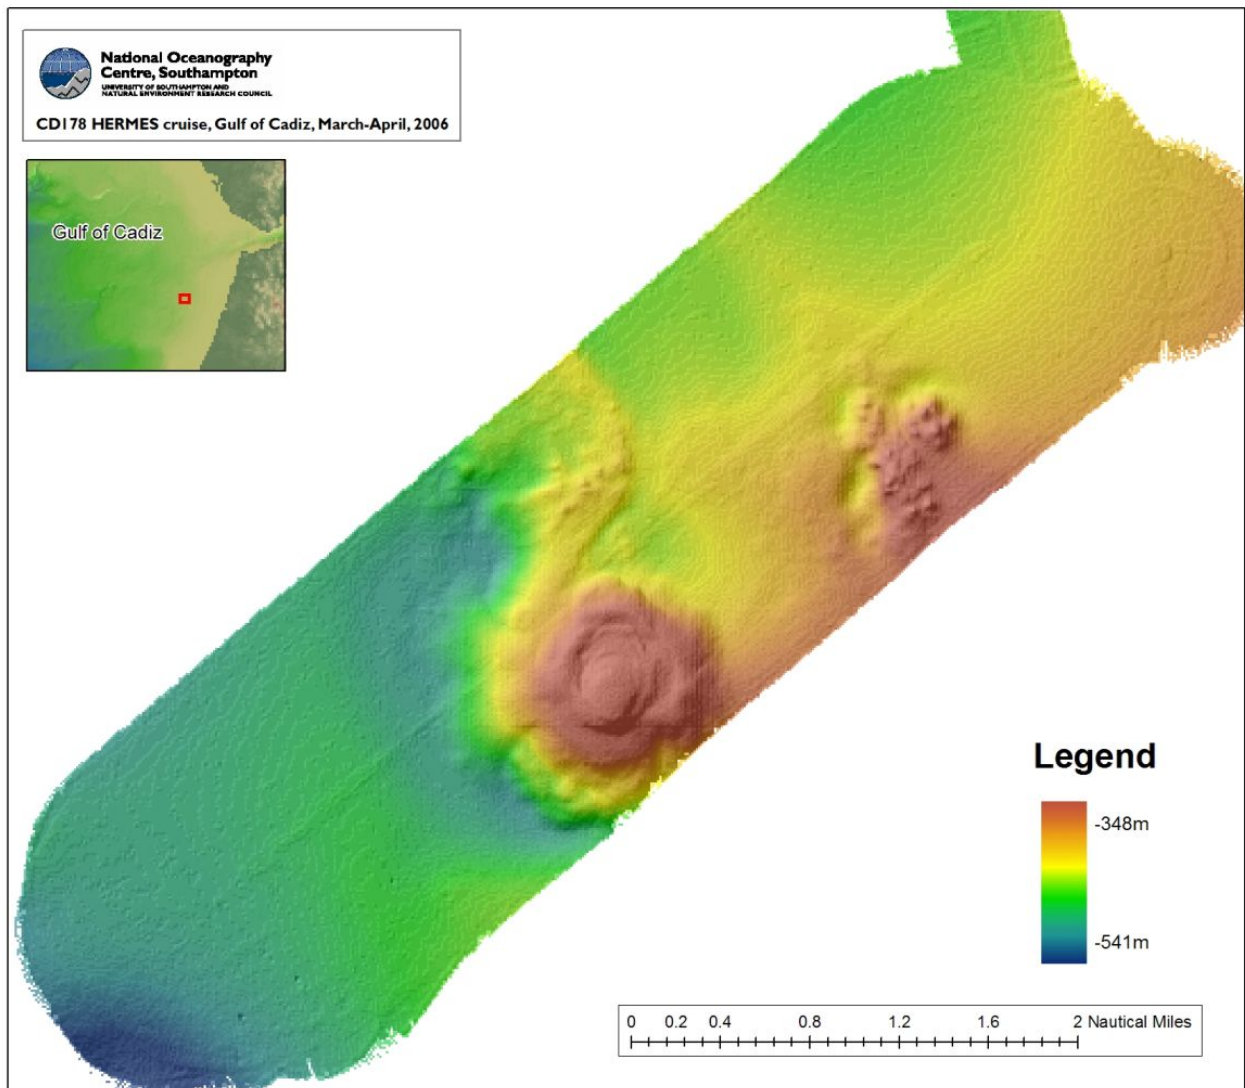 National Oceanography
Centre, Southampton
UNIVERSITY OF SOUTHAMPTON AND
NATURAL ENVIRONMENT RESEARCH COUNCIL
CD178 HERMES cruise, Gulf of Cadiz, March-April, 2006
Gulf of Cadiz
Legend
-348m
-541m
0 0.2 0.4 0.8 1.2 1.6 2 Nautical Miles